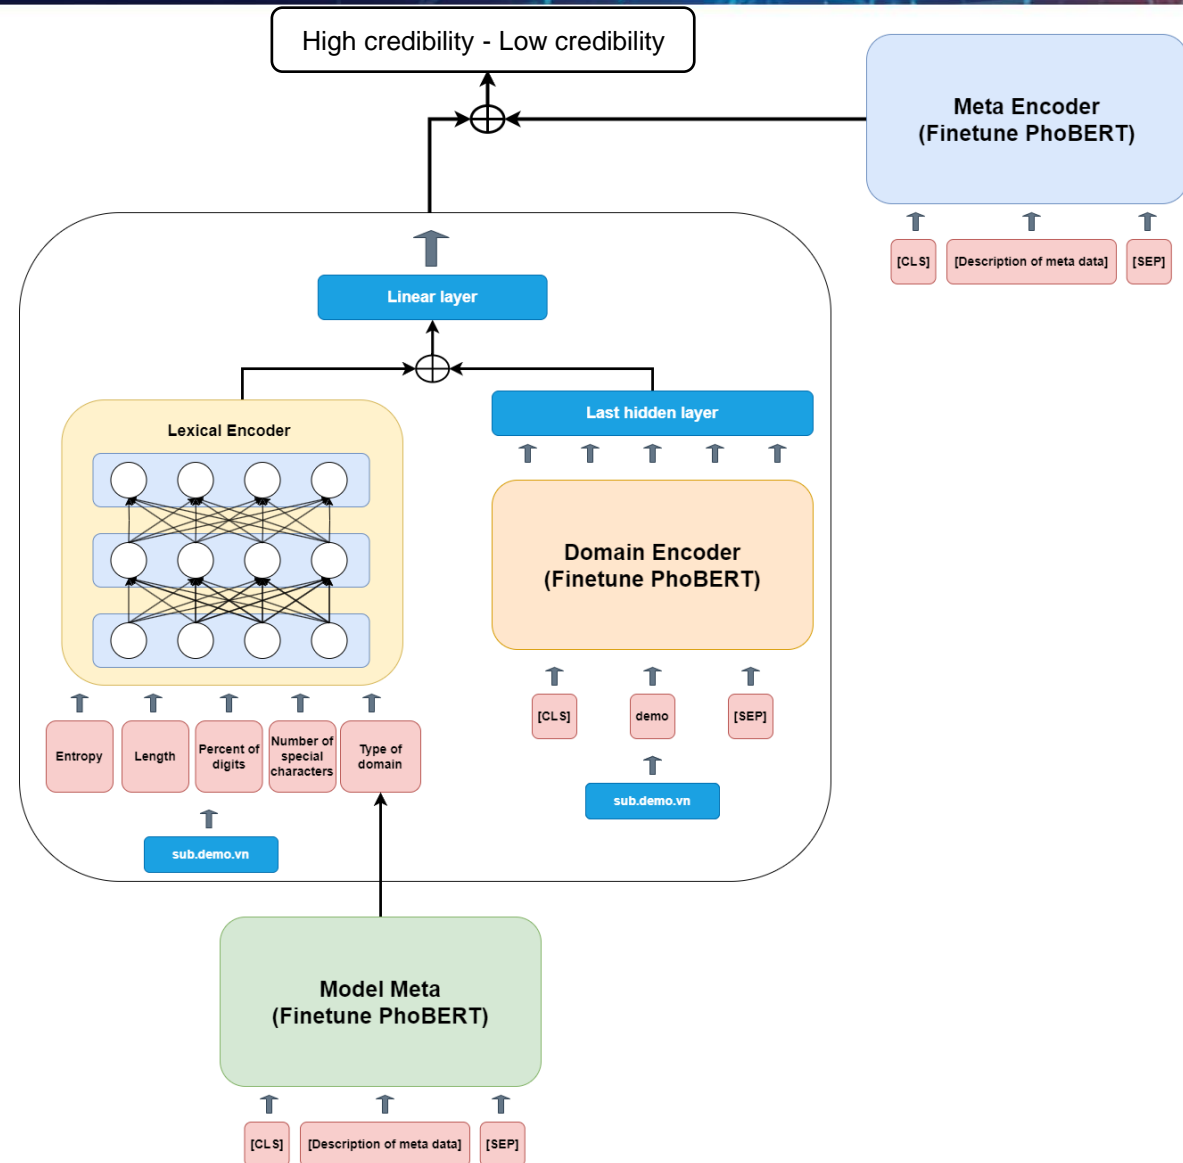 High credibility - Low credibility
Meta Encoder
(Finetune PhoBERT)
[CLS]
[Description of meta data]
[SEP]
Linear layer
Lexical Encoder
Last hidden layer
Domain Encoder
(Finetune PhoBERT)
[CLS]
demo
[SEP]
sub.demo.vn
Entropy
Length
Percent of
digits
Number of
special
characters
Type of
domain
sub.demo.vn
Model Meta
(Finetune PhoBERT)
[CLS]
[Description of meta data]
[SEP]